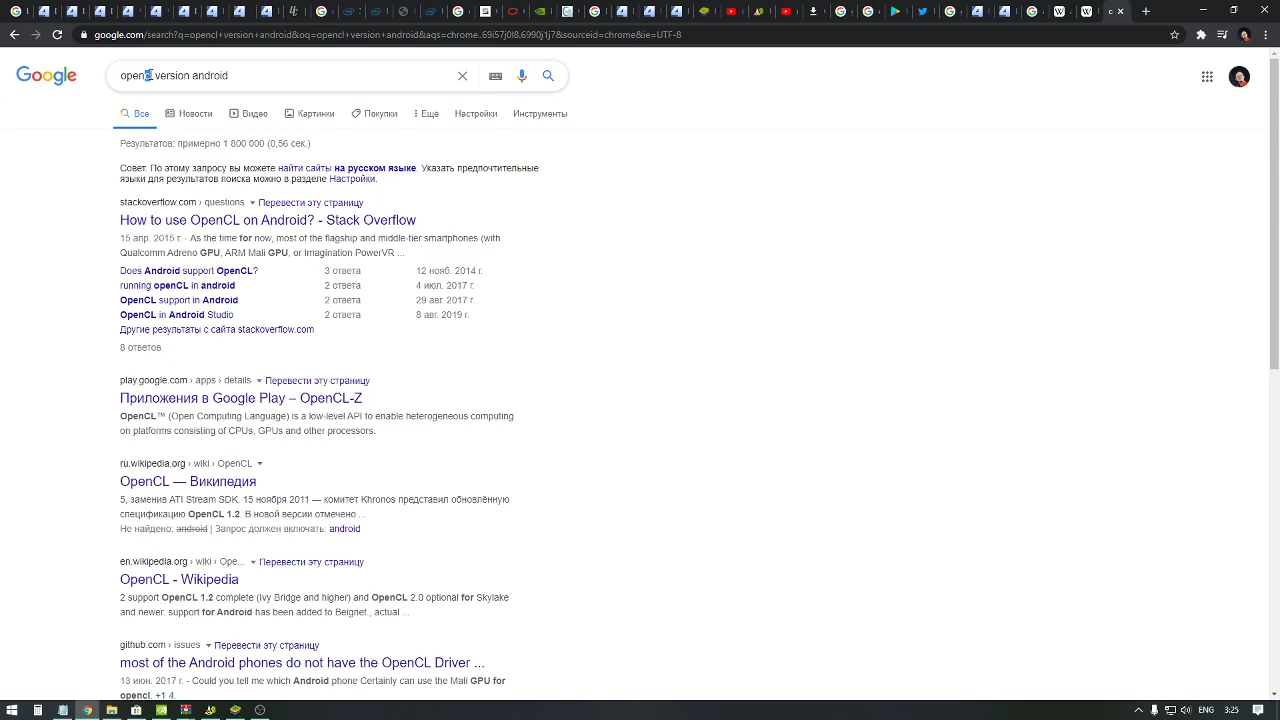 google.com/search?q=opencl+version+android&oq=opencl+version+android&aqs=chrome..69i57j0l8.6990j1j7&sourceid=chrome&ie=UTF-8
Google
opencl version android
Все Новости Видео Картинки Покупки Ещё Настройки Инструменты
Результатов: примерно 1 800 000 (0,56 сек.)
Совет. По этому запросу вы можете найти сайты на русском языке. Указать предпочтительные
языки для результатов поиска можно в разделе Настройки.
stackoverflow.com › questions Перевести эту страницу
How to use OpenCL on Android? - Stack Overflow
15 апр. 2015 г. - As the time for now, most of the flagship and middle-tier smartphones (with
Qualcomm Adreno GPU, ARM Mali GPU, or Imagination PowerVR ...
Does Android support OpenCL? 3 ответа 12 нояб. 2014 г.
running openCL in android 2 ответа 4 июл. 2017 г.
OpenCL support in Android 2 ответа 29 авг. 2017 г.
OpenCL in Android Studio 2 ответа 8 авг. 2019 г.
Другие результаты с сайта stackoverflow.com
8 ответов
play.google.com › apps › details Перевести эту страницу
Приложения в Google Play – OpenCL-Z
OpenCL™ (Open Computing Language) is a low-level API to enable heterogeneous computing
on platforms consisting of CPUs, GPUs and other processors.
ru.wikipedia.org › wiki › OpenCL
OpenCL — Википедия
5, заменив ATI Stream SDK. 15 ноября 2011 — комитет Khronos представил обновлённую
спецификацию OpenCL 1.2. В новой версии отмечено ...
Не найдено: android | Запрос должен включать: android
en.wikipedia.org › wiki › Ope... Перевести эту страницу
OpenCL - Wikipedia
2 support OpenCL 1.2 complete (Ivy Bridge and higher) and OpenCL 2.0 optional for Skylake
and newer. support for Android has been added to Beignet., actual ...
github.com › issues Перевести эту страницу
most of the Android phones do not have the OpenCL Driver ...
13 июн. 2017 г. - Could you tell me which Android phone Certainly can use the Mali GPU for
opencl. +1 4.
ENG 3:25